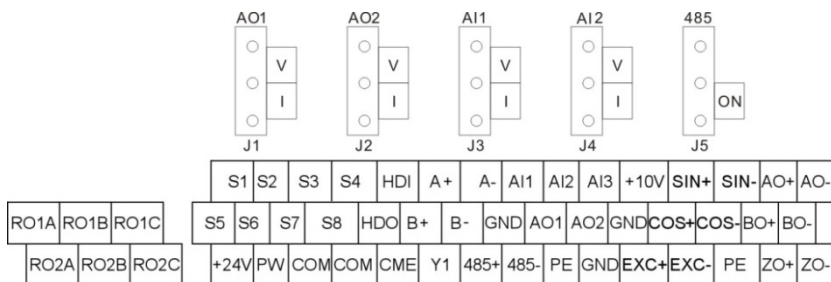 AO1 AO2 AI1 AI2 485
V V V V
I I I I ON
J1 J2 J3 J4 J5
S1 S2 S3 S4 HDI A+ A- AI1 AI2 AI3 +10V SIN+ SIN- AO+ AO-
RO1A RO1B RO1C S5 S6 S7 S8 HDO B+ B- GND AO1 AO2 GND COS+ COS- BO+ BO-
RO2A RO2B RO2C +24V PW COM COM CME Y1 485+ 485- PE GND EXC+ EXC- PE ZO+ ZO-